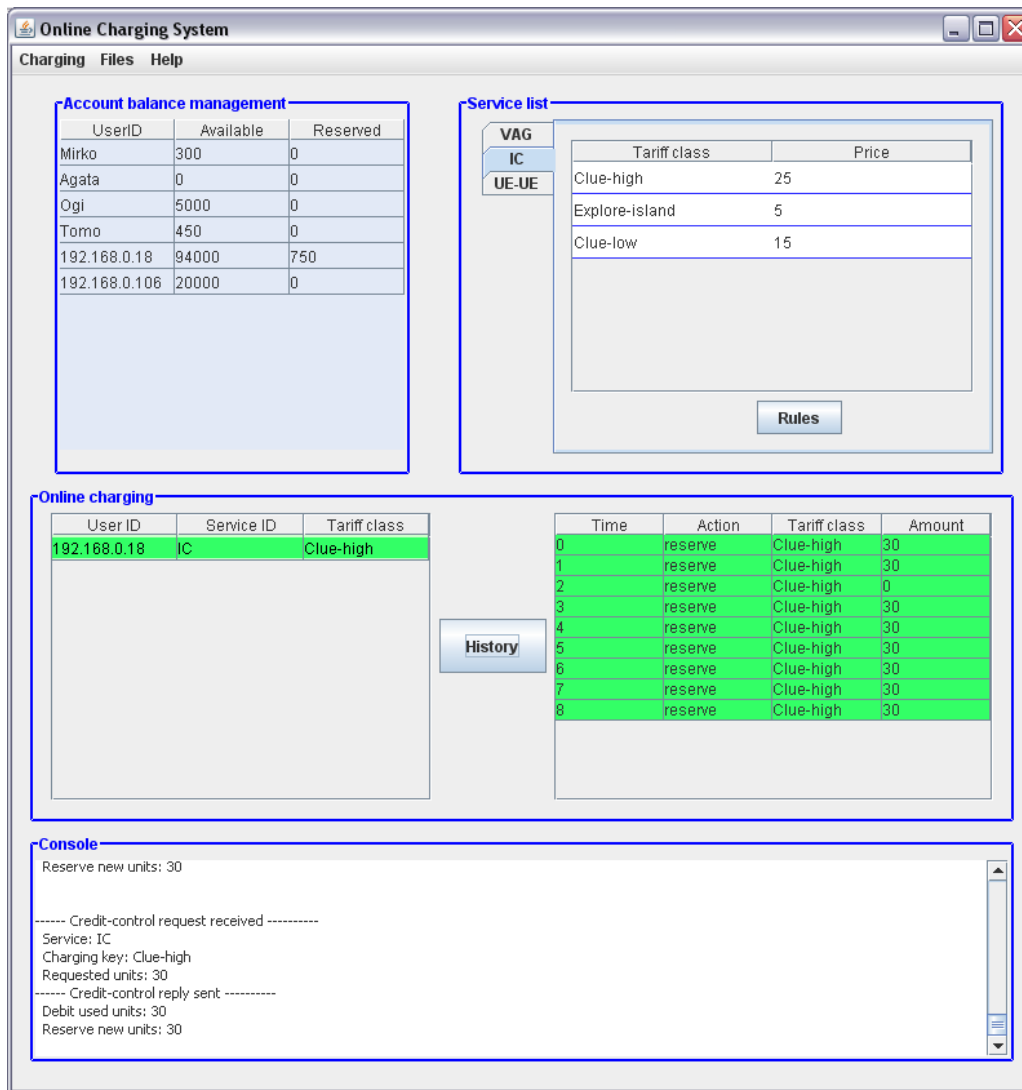 Online Charging System
Charging Files Help
Account balance management
UserID Available Reserved
Mirko 300 0
Agata 0 0
Ogi 5000 0
Tomo 450 0
192.168.0.18 94000 750
192.168.0.106 20000 0
Service list
VAG
IC
UE-UE
Tariff class Price
Clue-high 25
Explore-island 5
Clue-low 15
Rules
Online charging
User ID Service ID Tariff class
192.168.0.18 IC Clue-high
History
Time Action Tariff class Amount
0 reserve Clue-high 30
1 reserve Clue-high 30
2 reserve Clue-high 0
3 reserve Clue-high 30
4 reserve Clue-high 30
5 reserve Clue-high 30
6 reserve Clue-high 30
7 reserve Clue-high 30
8 reserve Clue-high 30
Console
Reserve new units: 30
------ Credit-control request received ----------
Service: IC
Charging key: Clue-high
Requested units: 30
------ Credit-control reply sent ----------
Debit used units: 30
Reserve new units: 30